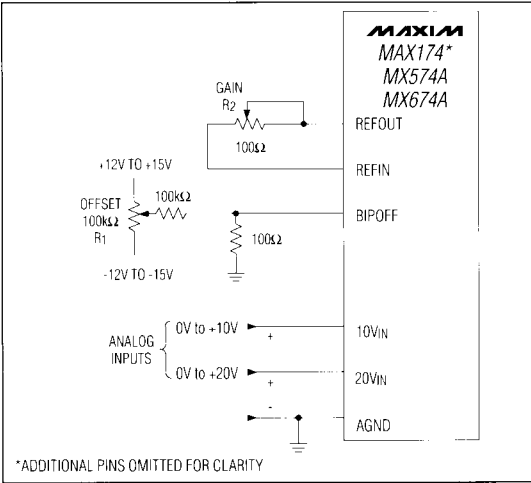 MAXIM
MAX174*
MX574A
MX674A
GAIN
R2
100Ω
REFOUT
REFIN
+12V TO +15V
OFFSET
100kΩ
R1
100kΩ
-12V TO -15V
BIPOFF
100Ω
ANALOG
INPUTS
0V to +10V
+
10VIN
0V to +20V
+
20VIN
-
AGND
*ADDITIONAL PINS OMITTED FOR CLARITY